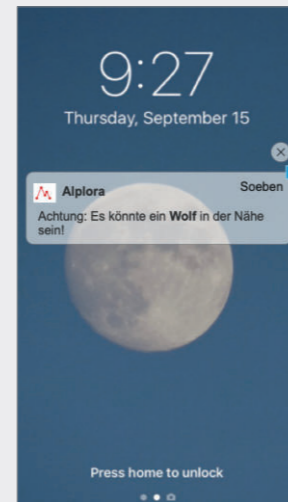 9:27
Thursday, September 15
Alplora
Soeben
Achtung: Es könnte ein Wolf in der Nähe
sein!
Press home to unlock